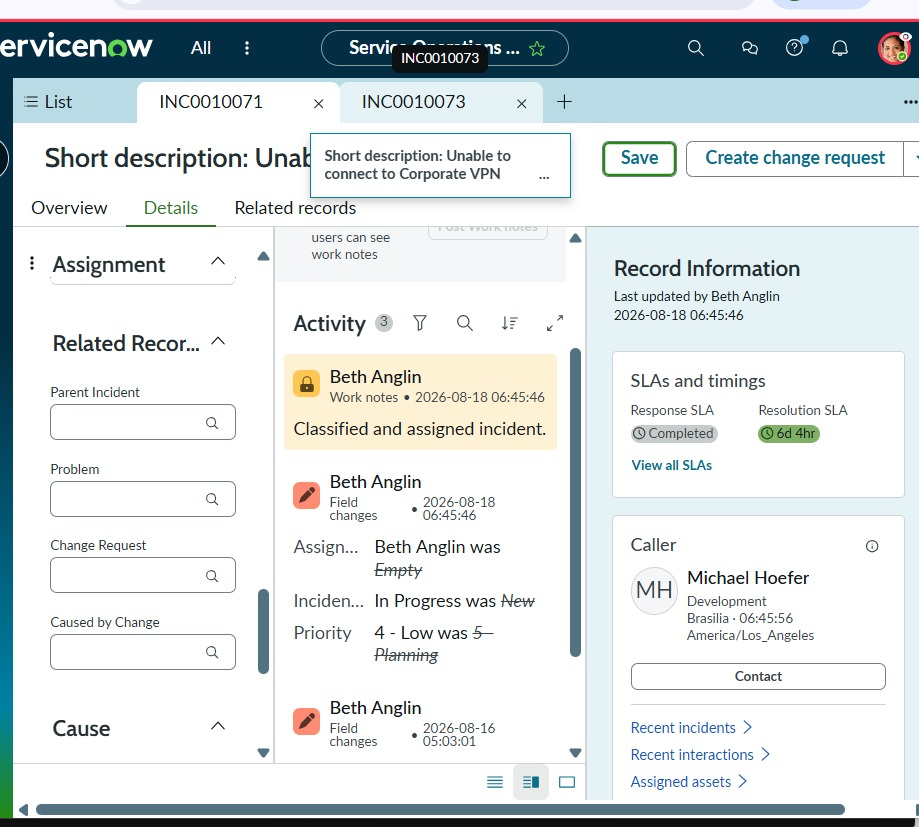 servicenow
All
Service Operations ...
INC0010073
List
INC0010071
INC0010073
Short description: Unab
Short description: Unable to
connect to Corporate VPN
...
Save
Create change request
Overview
Details
Related records
Assignment
Related Recor...
Parent Incident
Problem
Change Request
Caused by Change
Cause
users can see
work notes
Post Work notes
Activity 3
Beth Anglin
Work notes • 2026-08-18 06:45:46
Classified and assigned incident.
Beth Anglin
Field
changes
• 2026-08-18
06:45:46
Assign... Beth Anglin was
Empty
Inciden... In Progress was New
Priority 4 - Low was 5 -
Planning
Beth Anglin
Field
changes
• 2026-08-16
05:03:01
Record Information
Last updated by Beth Anglin
2026-08-18 06:45:46
SLAs and timings
Response SLA
Completed
Resolution SLA
6d 4hr
View all SLAs
Caller
MH
Michael Hoefer
Development
Brasilia · 06:45:56
America/Los_Angeles
Contact
Recent incidents
Recent interactions
Assigned assets